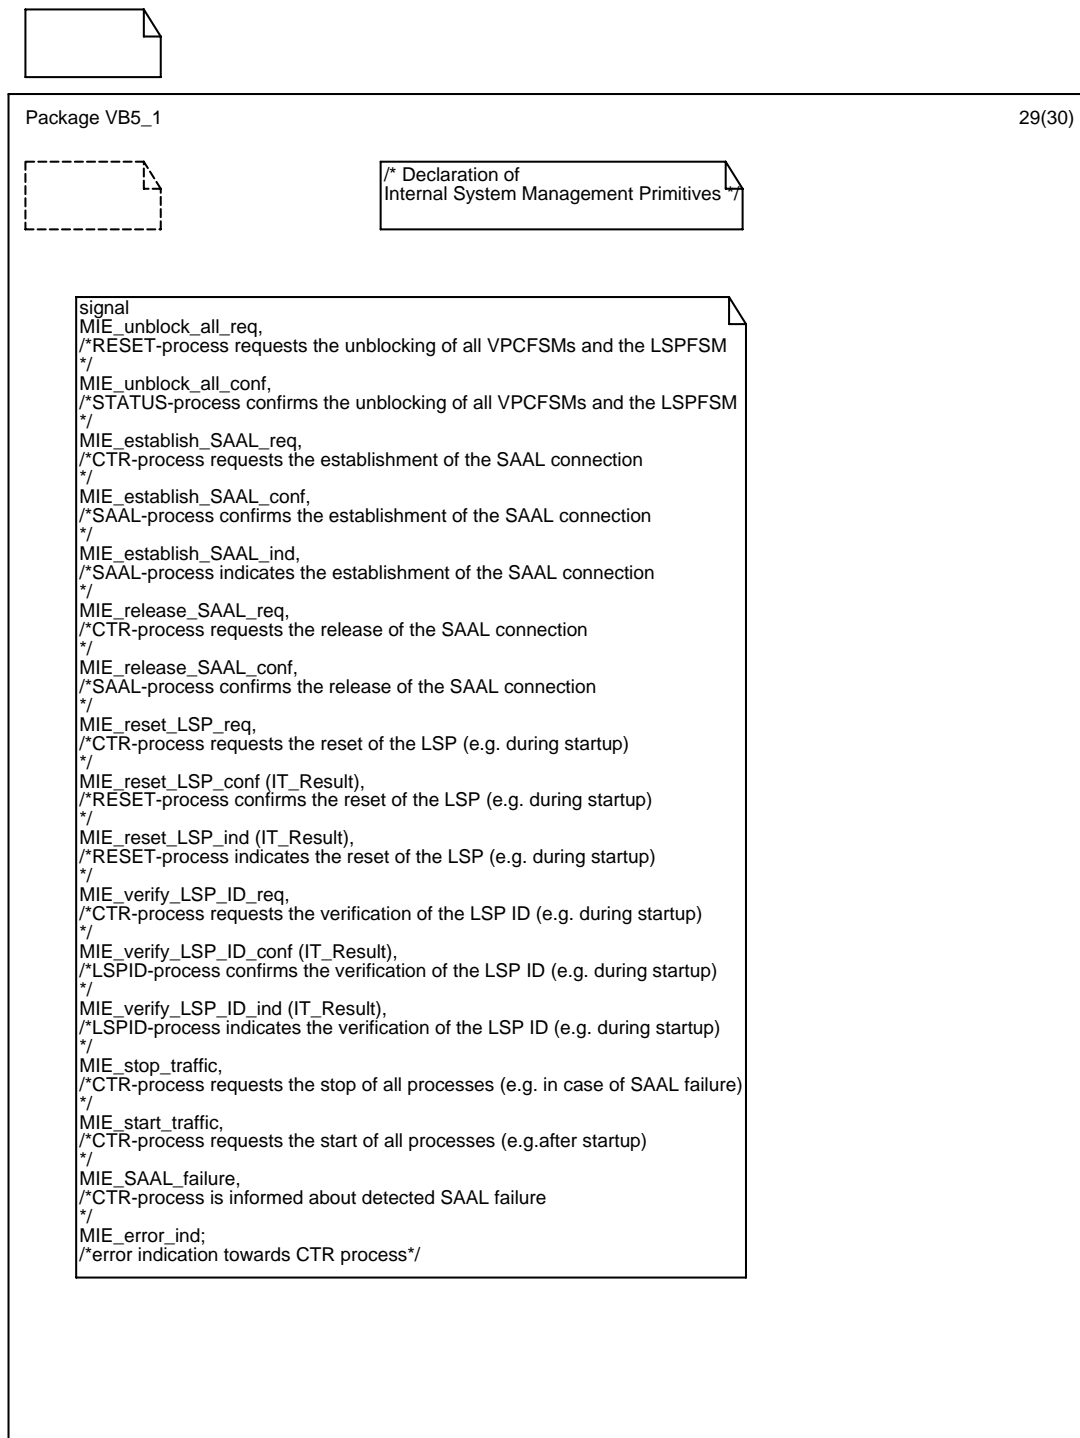 Package VB5_1
29(30)
/* Declaration of
Internal System Management Primitives */
signal
MIE_unblock_all_req,
/*RESET-process requests the unblocking of all VPCFSMs and the LSPFSM
*/
MIE_unblock_all_conf,
/*STATUS-process confirms the unblocking of all VPCFSMs and the LSPFSM
*/
MIE_establish_SAAL_req,
/*CTR-process requests the establishment of the SAAL connection
*/
MIE_establish_SAAL_conf,
/*SAAL-process confirms the establishment of the SAAL connection
*/
MIE_establish_SAAL_ind,
/*SAAL-process indicates the establishment of the SAAL connection
*/
MIE_release_SAAL_req,
/*CTR-process requests the release of the SAAL connection
*/
MIE_release_SAAL_conf,
/*SAAL-process confirms the release of the SAAL connection
*/
MIE_reset_LSP_req,
/*CTR-process requests the reset of the LSP (e.g. during startup)
*/
MIE_reset_LSP_conf (IT_Result),
/*RESET-process confirms the reset of the LSP (e.g. during startup)
*/
MIE_reset_LSP_ind (IT_Result),
/*RESET-process indicates the reset of the LSP (e.g. during startup)
*/
MIE_verify_LSP_ID_req,
/*CTR-process requests the verification of the LSP ID (e.g. during startup)
*/
MIE_verify_LSP_ID_conf (IT_Result),
/*LSPID-process confirms the verification of the LSP ID (e.g. during startup)
*/
MIE_verify_LSP_ID_ind (IT_Result),
/*LSPID-process indicates the verification of the LSP ID (e.g. during startup)
*/
MIE_stop_traffic,
/*CTR-process requests the stop of all processes (e.g. in case of SAAL failure)
*/
MIE_start_traffic,
/*CTR-process requests the start of all processes (e.g.after startup)
*/
MIE_SAAL_failure,
/*CTR-process is informed about detected SAAL failure
*/
MIE_error_ind;
/*error indication towards CTR process*/